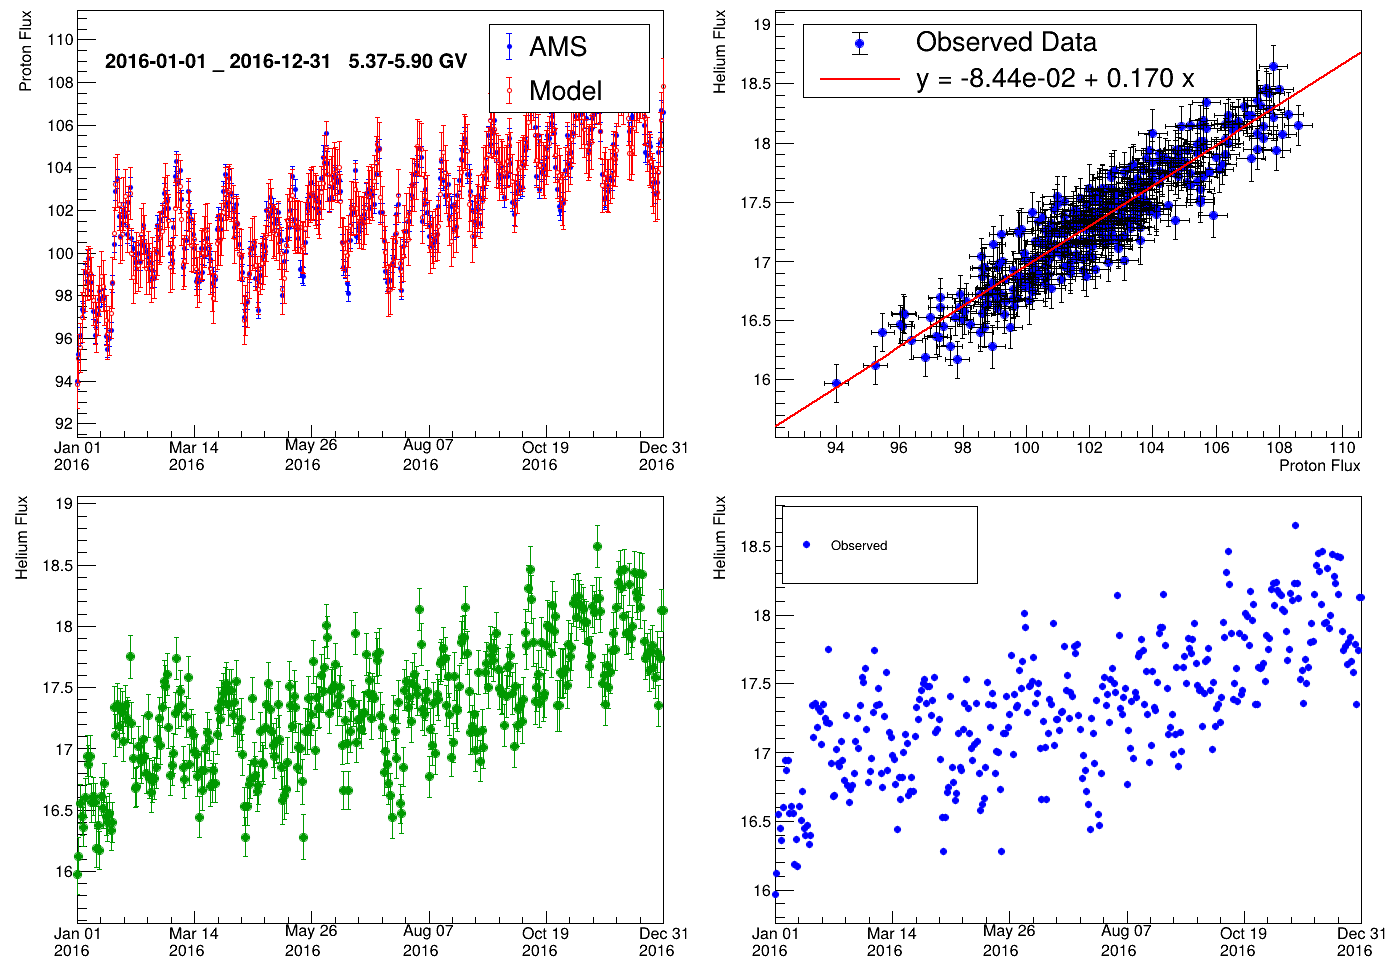 Proton Flux
110
108
106
104
102
100
98
96
94
92
2016-01-01 _ 2016-12-31 5.37-5.90 GV
AMS
Model
Jan 01 Mar 14 May 26 Aug 07 Oct 19 Dec 31
2016 2016 2016 2016 2016 2016
Helium Flux
19
18.5
18
17.5
17
16.5
16
Observed Data
y = -8.44e-02 + 0.170 x
94 96 98 100 102 104 106 108 110
Proton Flux
Helium Flux
19
18.5
18
17.5
17
16.5
16
Jan 01 Mar 14 May 26 Aug 07 Oct 19 Dec 31
2016 2016 2016 2016 2016 2016
Helium Flux
18.5
18
17.5
17
16.5
16
Observed
Jan 01 Mar 14 May 26 Aug 07 Oct 19 Dec 31
2016 2016 2016 2016 2016 2016